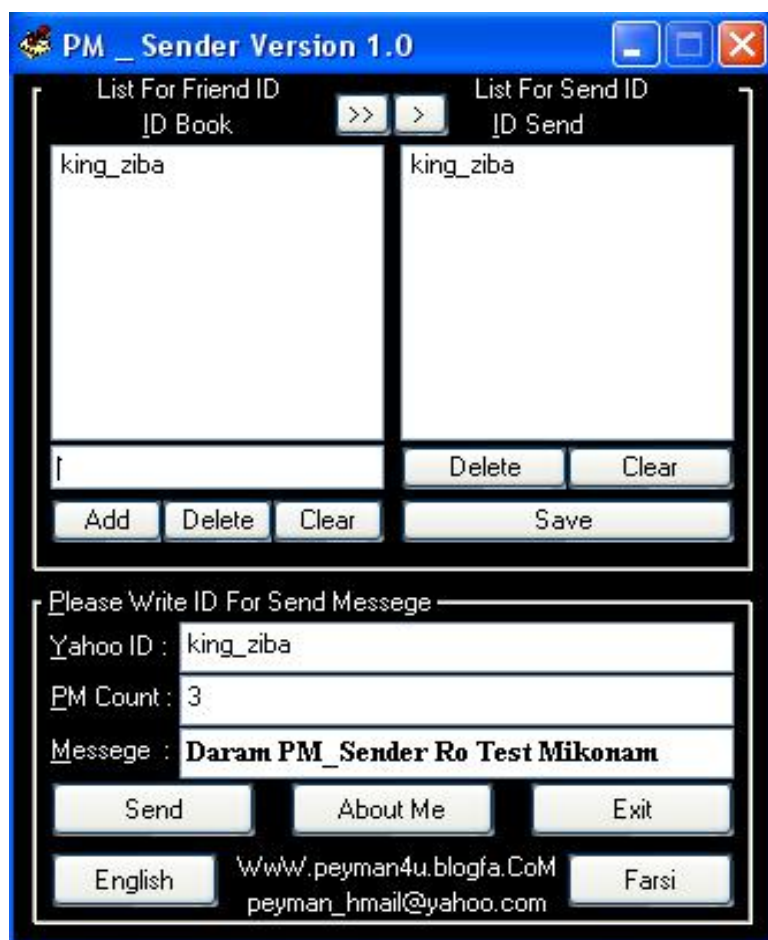 PM _ Sender Version 1.0
List For Friend ID
List For Send ID
ID Book
>>
>
ID Send
king_ziba
king_ziba
Delete
Clear
Add
Delete
Clear
Save
Please Write ID For Send Messege
Yahoo ID : king_ziba
PM Count : 3
Messege : Daram PM_Sender Ro Test Mikonam
Send
About Me
Exit
English
WwW.peyman4u.blogfa.CoM
peyman_hmail@yahoo.com
Farsi